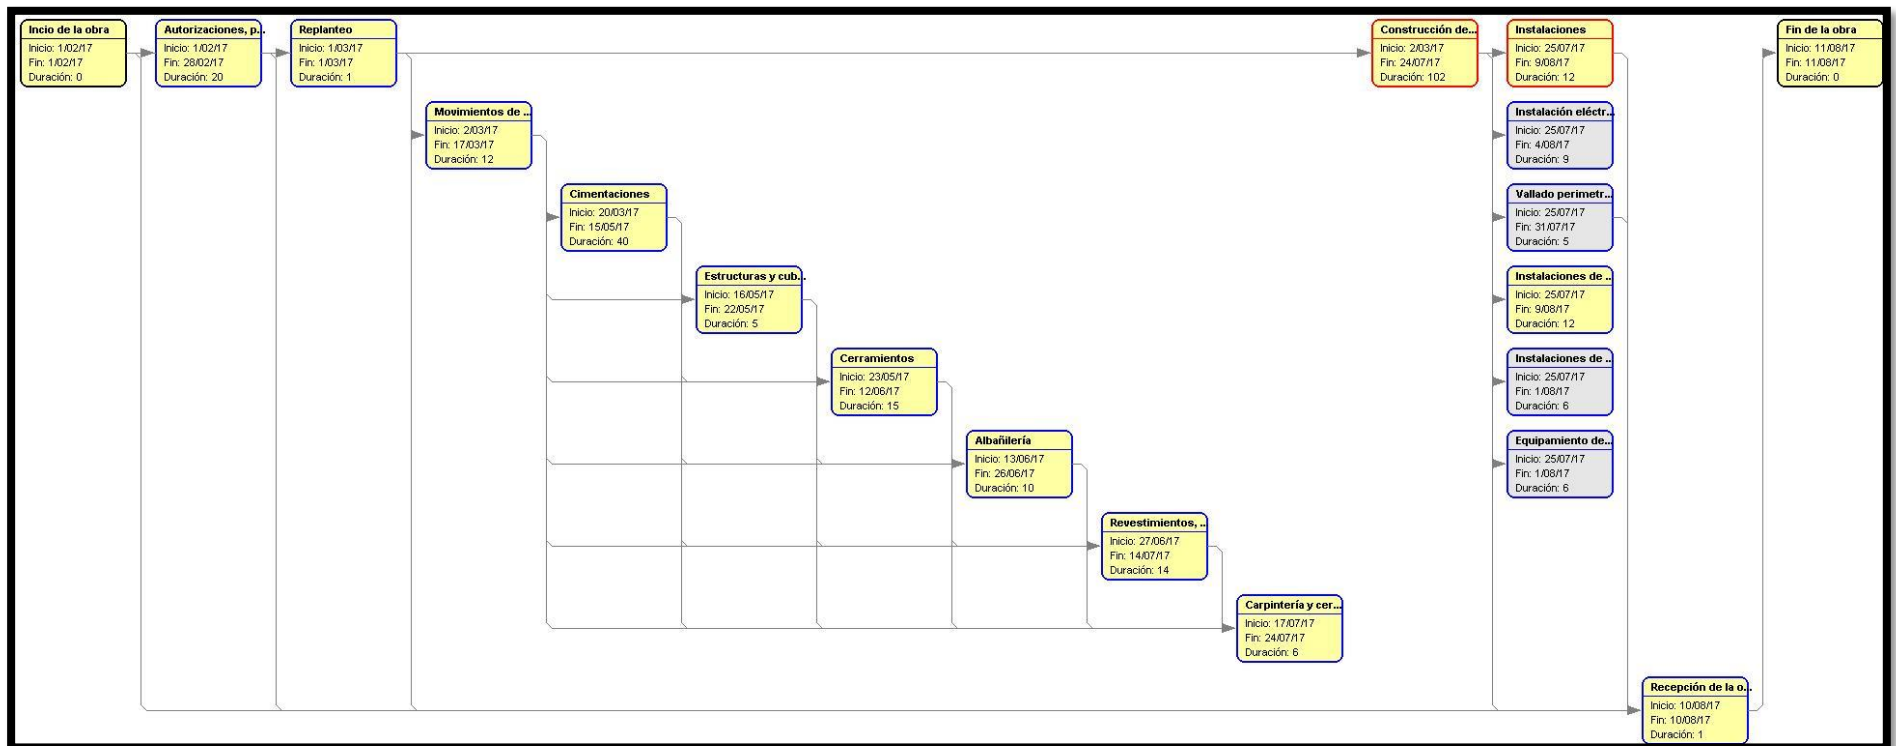 Incio de la obra
Inicio: 1/02/17
Fin: 1/02/17
Duración: 0
Autorizaciones, p...
Inicio: 1/02/17
Fin: 28/02/17
Duración: 20
Replanteo
Inicio: 1/03/17
Fin: 1/03/17
Duración: 1
Construcción de...
Inicio: 2/03/17
Fin: 24/07/17
Duración: 102
Instalaciones
Inicio: 25/07/17
Fin: 9/08/17
Duración: 12
Fin de la obra
Inicio: 11/08/17
Fin: 11/08/17
Duración: 0
Movimientos de ...
Inicio: 2/03/17
Fin: 17/03/17
Duración: 12
Instalación eléctr...
Inicio: 25/07/17
Fin: 4/08/17
Duración: 9
Cimentaciones
Inicio: 20/03/17
Fin: 15/05/17
Duración: 40
Vallado perimetr...
Inicio: 25/07/17
Fin: 31/07/17
Duración: 5
Estructuras y cub...
Inicio: 16/05/17
Fin: 22/05/17
Duración: 5
Instalaciones de ...
Inicio: 25/07/17
Fin: 9/08/17
Duración: 12
Cerramientos
Inicio: 23/05/17
Fin: 12/06/17
Duración: 15
Instalaciones de ...
Inicio: 25/07/17
Fin: 1/08/17
Duración: 6
Albañilería
Inicio: 13/06/17
Fin: 26/06/17
Duración: 10
Equipamiento de...
Inicio: 25/07/17
Fin: 1/08/17
Duración: 6
Revestimientos, ...
Inicio: 27/06/17
Fin: 14/07/17
Duración: 14
Carpintería y cer...
Inicio: 17/07/17
Fin: 24/07/17
Duración: 6
Recepción de la o...
Inicio: 10/08/17
Fin: 10/08/17
Duración: 1